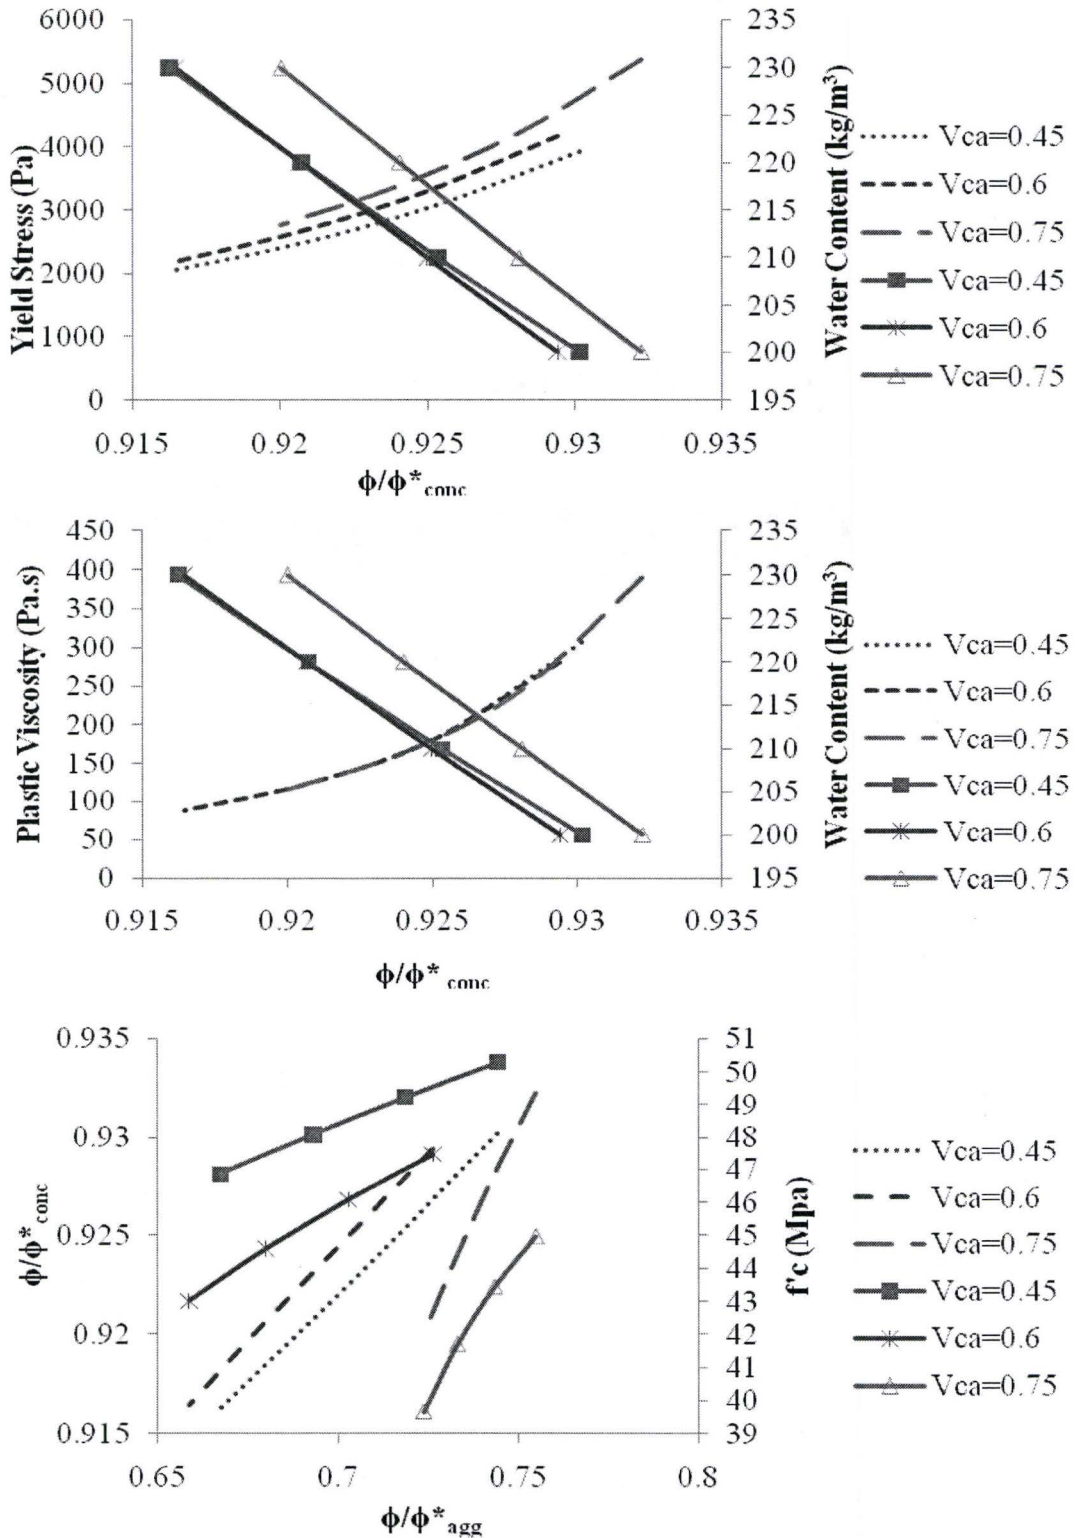 6000
5000
4000
3000
2000
1000
0
Yield Stress (Pa)
235
230
225
220
215
210
205
200
195
Water Content (kg/m³)
0.915 0.92 0.925 0.93 0.935
ϕ/ϕ*conc
Vca=0.45
Vca=0.6
Vca=0.75
Vca=0.45
Vca=0.6
Vca=0.75
450
400
350
300
250
200
150
100
50
0
Plastic Viscosity (Pa.s)
235
230
225
220
215
210
205
200
195
Water Content (kg/m³)
0.915 0.92 0.925 0.93 0.935
ϕ/ϕ* conc
Vca=0.45
Vca=0.6
Vca=0.75
Vca=0.45
Vca=0.6
Vca=0.75
0.935
0.93
0.925
0.92
0.915
ϕ/ϕ*conc
51
50
49
48
47
46
45
44
43
42
41
40
39
f'c (Mpa)
0.65 0.7 0.75 0.8
ϕ/ϕ*agg
Vca=0.45
Vca=0.6
Vca=0.75
Vca=0.45
Vca=0.6
Vca=0.75